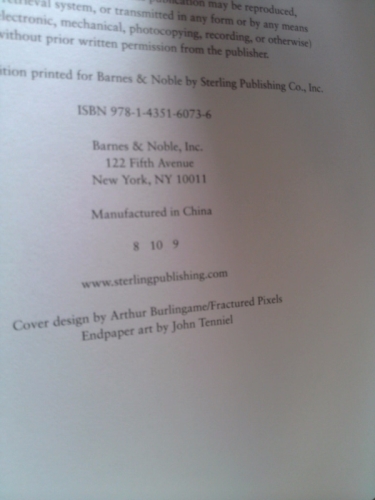 publication may be reproduced,
retrieval system, or transmitted in any form or by any means
electronic, mechanical, photocopying, recording, or otherwise)
without prior written permission from the publisher.
ition printed for Barnes & Noble by Sterling Publishing Co., Inc.
ISBN 978-1-4351-6073-6
Barnes & Noble, Inc.
122 Fifth Avenue
New York, NY 10011
Manufactured in China
8 10 9
www.sterlingpublishing.com
Cover design by Arthur Burlingame/Fractured Pixels
Endpaper art by John Tenniel